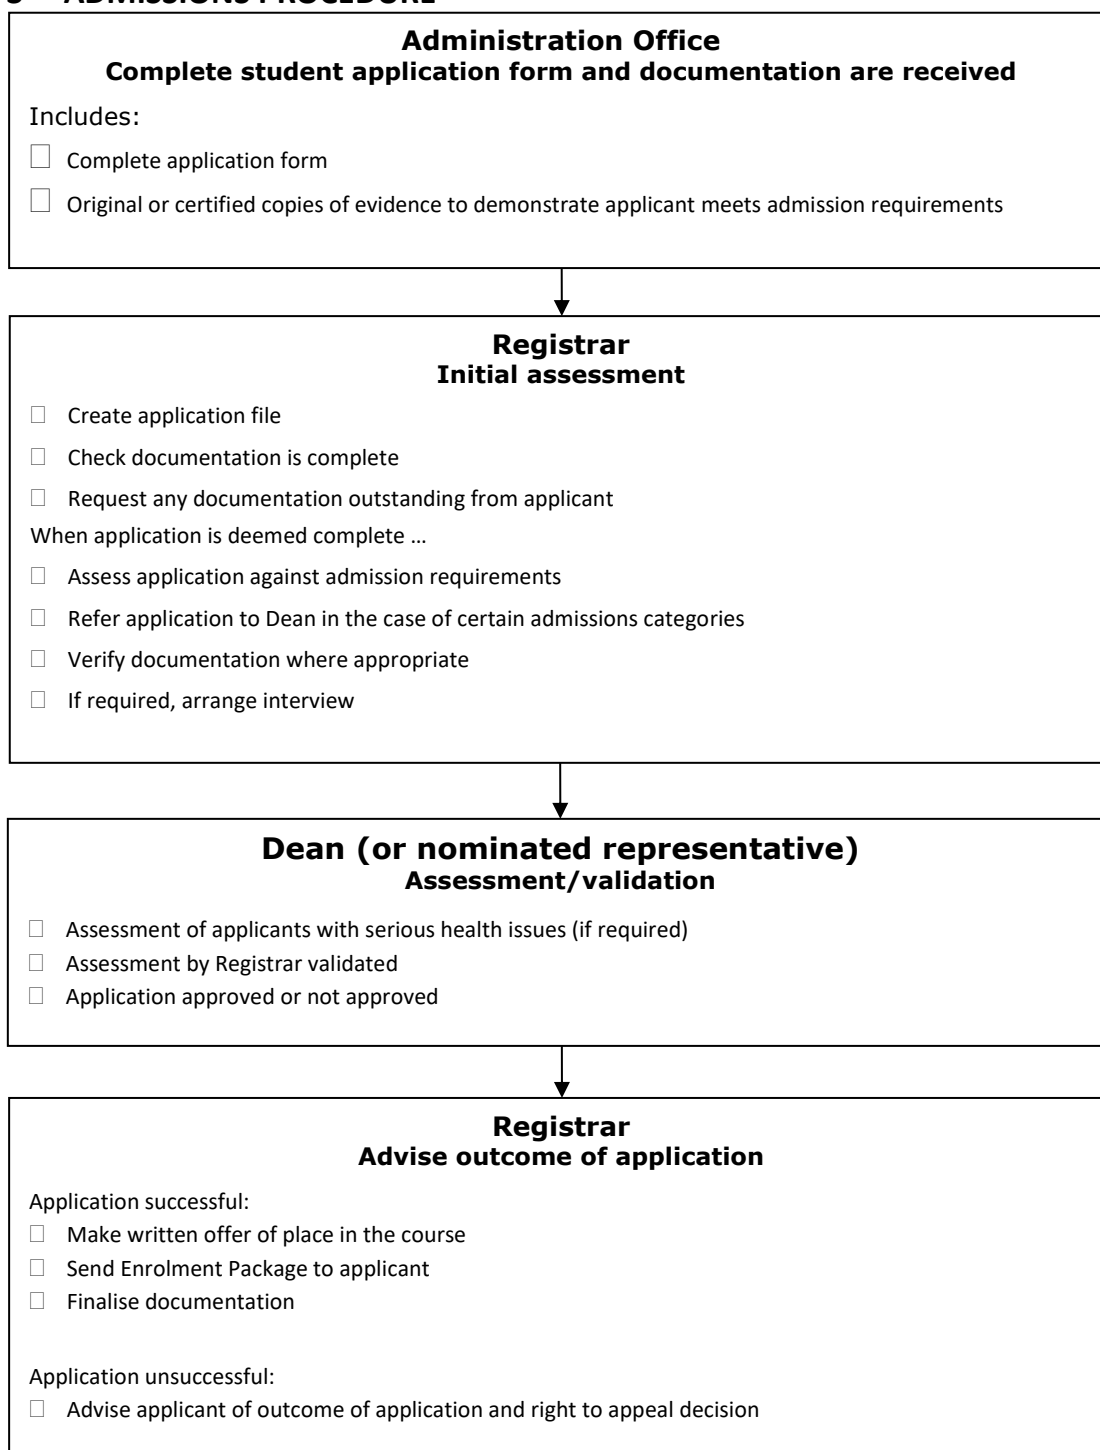 ADMISSIONS PROCEDURE
Administration Office
Complete student application form and documentation are received
Includes:
Complete application form
Original or certified copies of evidence to demonstrate applicant meets admission requirements
Registrar
Initial assessment
Create application file
Check documentation is complete
Request any documentation outstanding from applicant
When application is deemed complete …
Assess application against admission requirements
Refer application to Dean in the case of certain admissions categories
Verify documentation where appropriate
If required, arrange interview
Dean (or nominated representative)
Assessment/validation
Assessment of applicants with serious health issues (if required)
Assessment by Registrar validated
Application approved or not approved
Registrar
Advise outcome of application
Application successful:
Make written offer of place in the course
Send Enrolment Package to applicant
Finalise documentation
Application unsuccessful:
Advise applicant of outcome of application and right to appeal decision